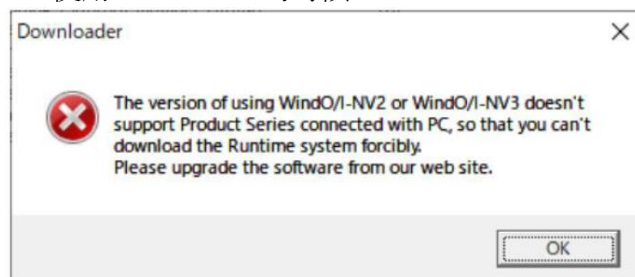 Downloader
The version of using WindO/I-NV2 or WindO/I-NV3 doesn't
support Product Series connected with PC, so that you can't
download the Runtime system forcibly.
Please upgrade the software from our web site.
OK